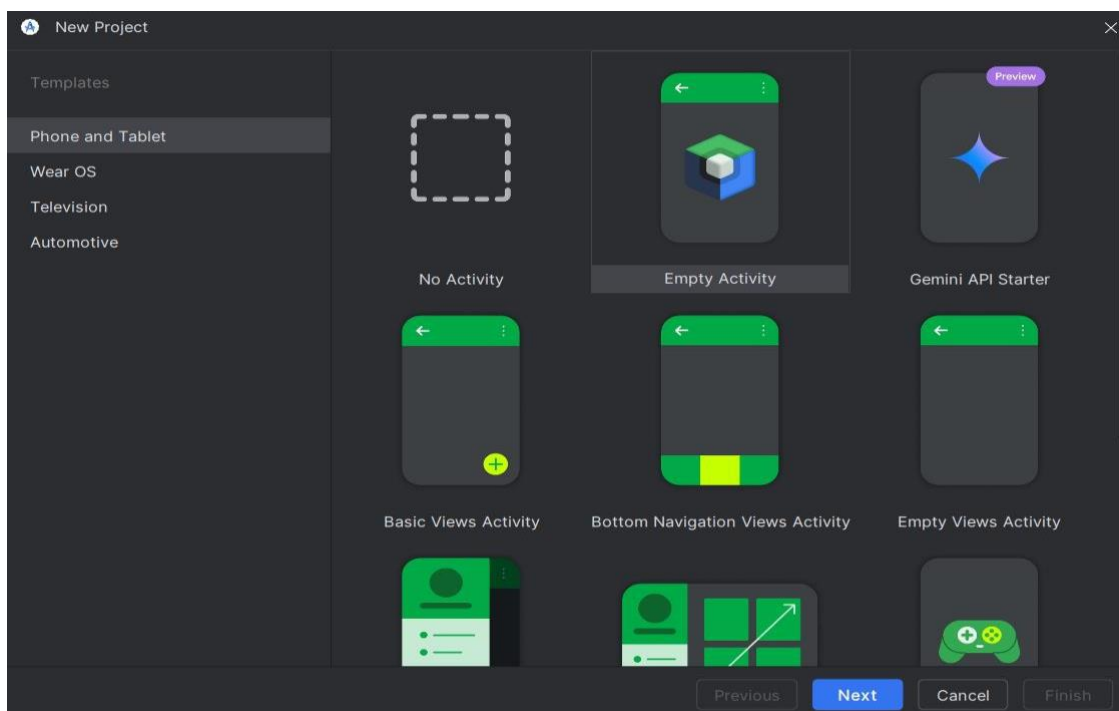 New Project
Templates
Phone and Tablet
Wear OS
Television
Automotive
No Activity
Empty Activity
Preview
Gemini API Starter
Basic Views Activity
Bottom Navigation Views Activity
Empty Views Activity
Previous
Next
Cancel
Finish